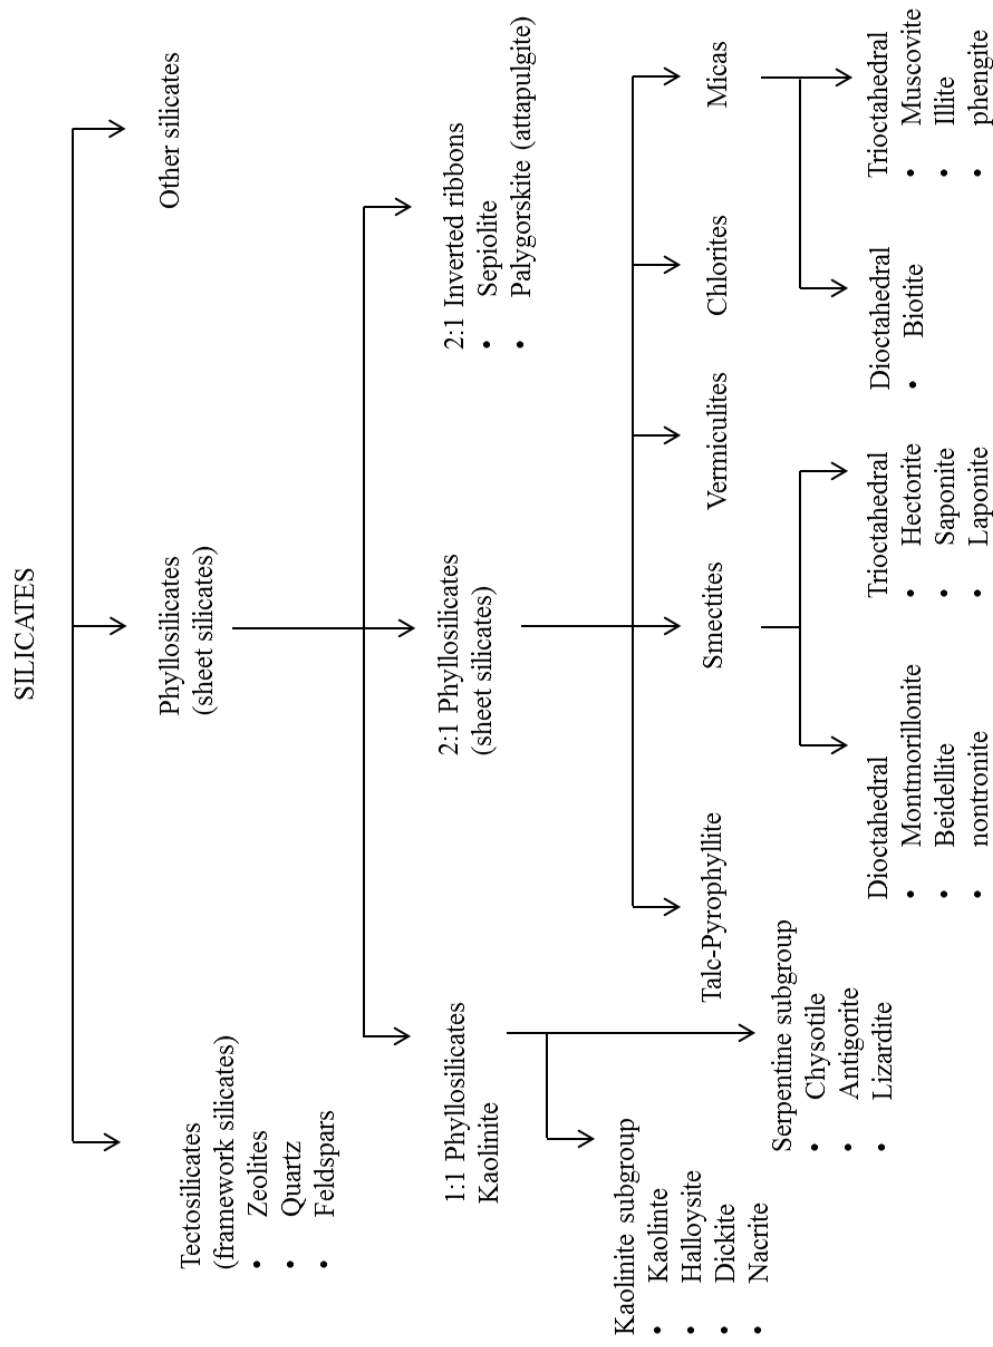 SILICATES
Tectosilicates
(framework silicates)
• Zeolites
• Quartz
• Feldspars
Phyllosilicates
(sheet silicates)
Other silicates
1:1 Phyllosilicates
Kaolinite
2:1 Phyllosilicates
(sheet silicates)
2:1 Inverted ribbons
• Sepiolite
• Palygorskite (attapulgite)
Kaolinite subgroup
• Kaolinte
• Halloysite
• Dickite
• Nacrite
Serpentine subgroup
• Chysotile
• Antigorite
• Lizardite
Talc-Pyrophyllite
Smectites
Vermiculites
Chlorites
Micas
Dioctahedral
• Montmorillonite
• Beidellite
• nontronite
Trioctahedral
• Hectorite
• Saponite
• Laponite
Dioctahedral
• Biotite
Trioctahedral
• Muscovite
• Illite
• phengite